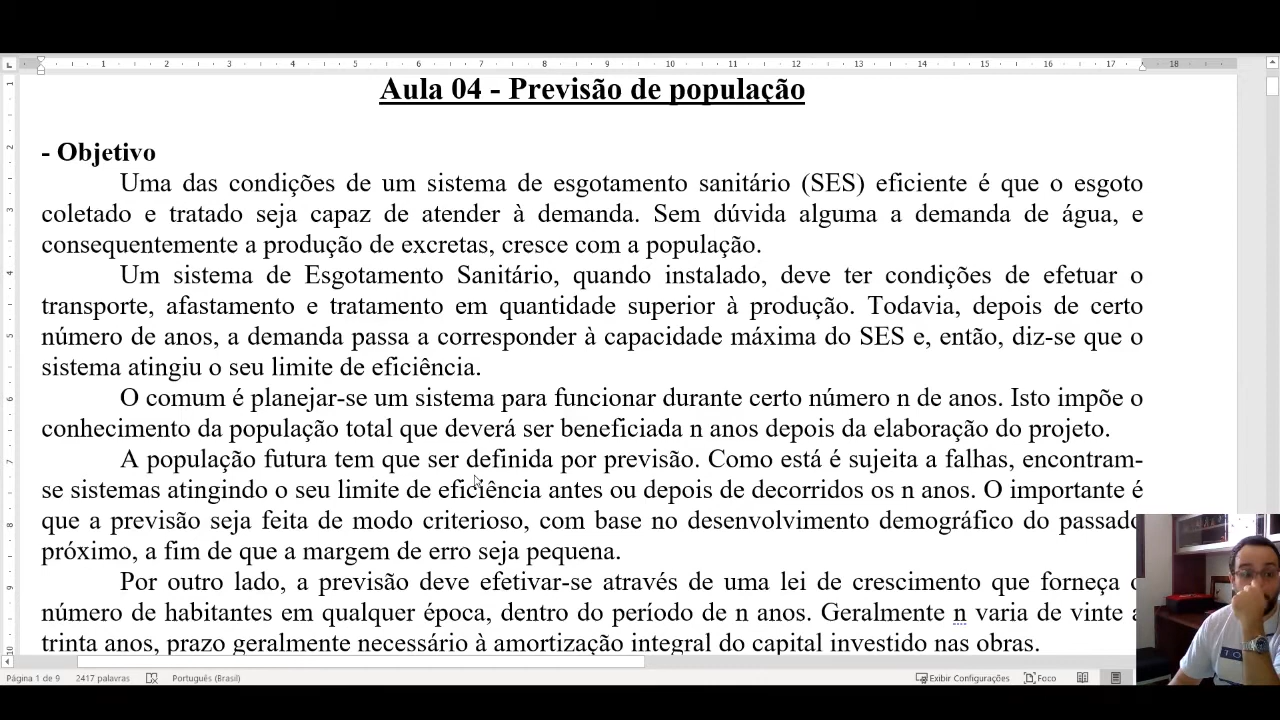 Aula 04 - Previsão de população
- Objetivo
Uma das condições de um sistema de esgotamento sanitário (SES) eficiente é que o esgoto
coletado e tratado seja capaz de atender à demanda. Sem dúvida alguma a demanda de água, e
consequentemente a produção de excretas, cresce com a população.
Um sistema de Esgotamento Sanitário, quando instalado, deve ter condições de efetuar o
transporte, afastamento e tratamento em quantidade superior à produção. Todavia, depois de certo
número de anos, a demanda passa a corresponder à capacidade máxima do SES e, então, diz-se que o
sistema atingiu o seu limite de eficiência.
O comum é planejar-se um sistema para funcionar durante certo número n de anos. Isto impõe o
conhecimento da população total que deverá ser beneficiada n anos depois da elaboração do projeto.
A população futura tem que ser definida por previsão. Como está é sujeita a falhas, encontram-
se sistemas atingindo o seu limite de eficiência antes ou depois de decorridos os n anos. O importante é
que a previsão seja feita de modo criterioso, com base no desenvolvimento demográfico do passado
próximo, a fim de que a margem de erro seja pequena.
Por outro lado, a previsão deve efetivar-se através de uma lei de crescimento que forneça o
número de habitantes em qualquer época, dentro do período de n anos. Geralmente n varia de vinte a
trinta anos, prazo geralmente necessário à amortização integral do capital investido nas obras.
Página 1 de 9 2417 palavras Português (Brasil) Exibir Configurações Foco